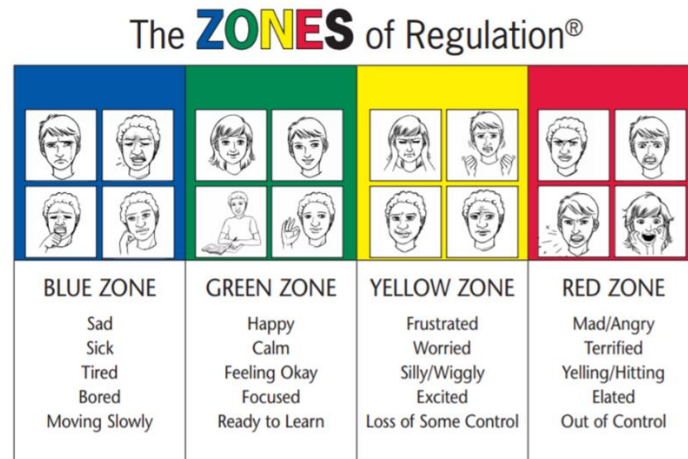 The ZONES of Regulation®
BLUE ZONE
Sad
Sick
Tired
Bored
Moving Slowly
GREEN ZONE
Happy
Calm
Feeling Okay
Focused
Ready to Learn
YELLOW ZONE
Frustrated
Worried
Silly/Wiggly
Excited
Loss of Some Control
RED ZONE
Mad/Angry
Terrified
Yelling/Hitting
Elated
Out of Control